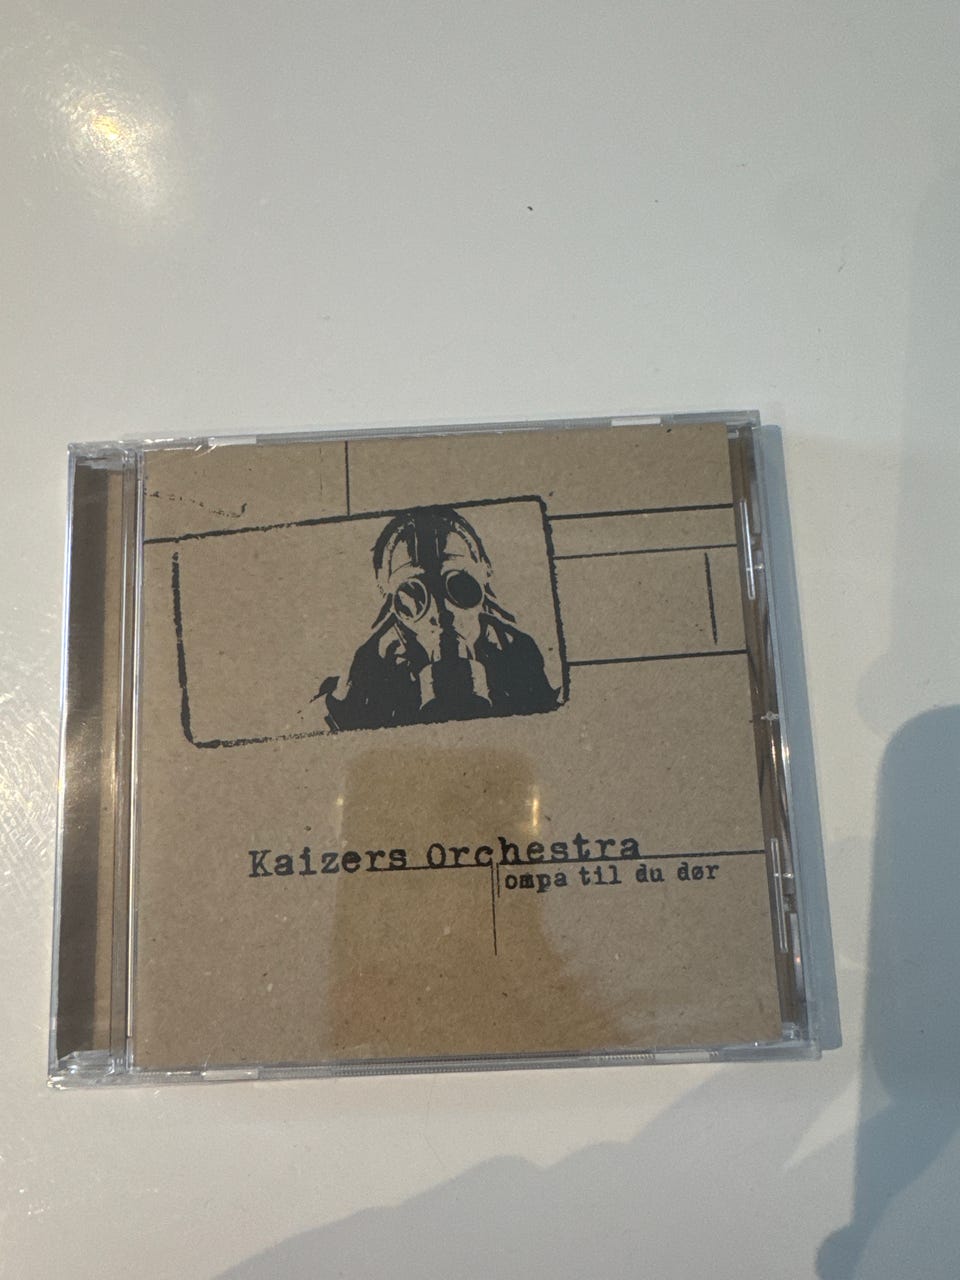 Kaizers Orchestra
ompa til du dør